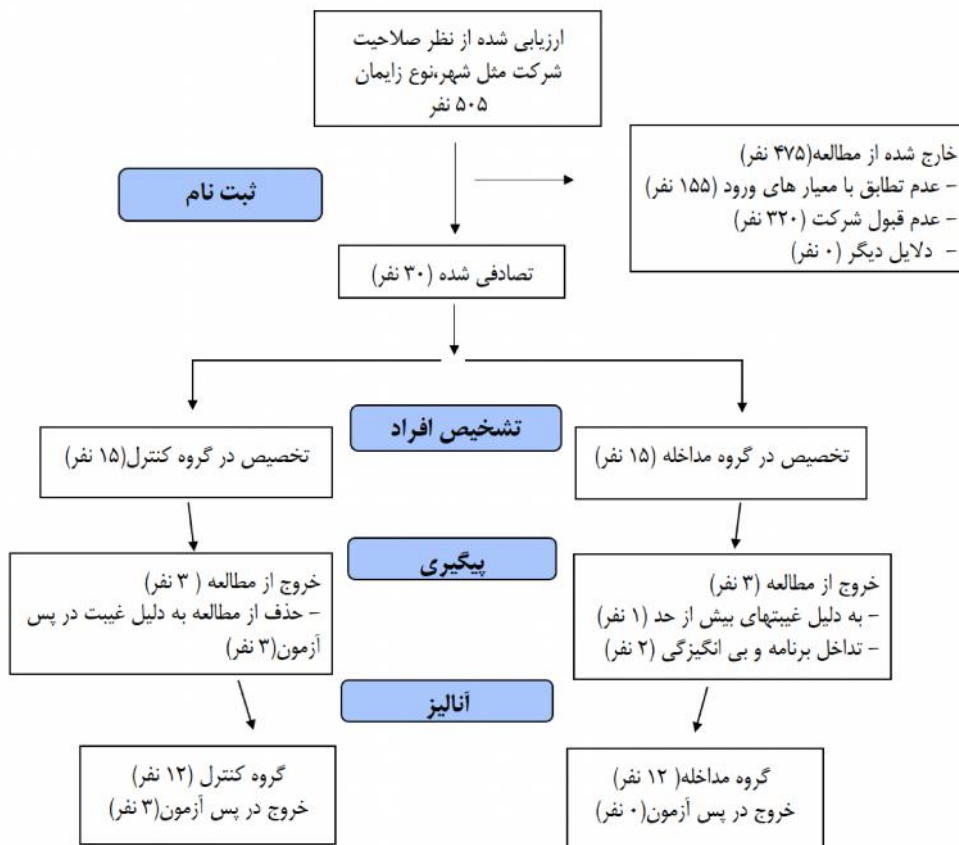 ارزیابی شده از نظر صلاحیت
شرکت مثل شهر،نوع زایمان
۵۰۵ نفر
خارج شده از مطالعه(۴۷۵ نفر)
- عدم تطابق با معیار های ورود (۱۵۵ نفر)
- عدم قبول شرکت (۳۲۰ نفر)
- دلایل دیگر (۰ نفر)
ثبت نام
تصادفی شده (۳۰ نفر)
تشخیص افراد
تخصیص در گروه مداخله (۱۵ نفر)
تخصیص در گروه کنترل(۱۵ نفر)
پیگیری
خروج از مطالعه (۳ نفر)
- به دلیل غیبتهای بیش از حد (۱ نفر)
- تداخل برنامه و بی انگیزگی (۲ نفر)
خروج از مطالعه ( ۳ نفر)
- حذف از مطالعه به دلیل غیبت در پس
آزمون(۳ نفر)
آنالیز
گروه مداخله( ۱۲ نفر)
خروج در پس آزمون(۰ نفر)
گروه کنترل (۱۲ نفر)
خروج در پس آزمون(۳ نفر)